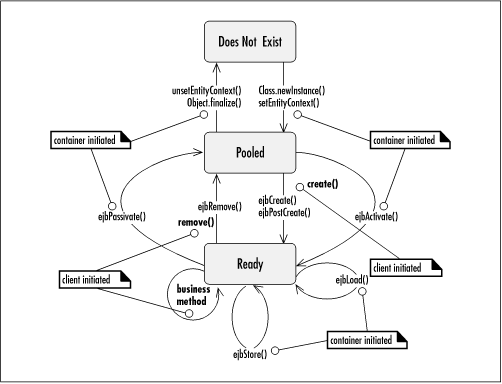 Does Not Exist
unsetEntityContext()
Object.finalize()
Class.newInstance()
setEntityContext()
container initiated
container initiated
Pooled
create()
ejbRemove()
ejbCreate()
ejbPostCreate()
ejbPassivate()
ejbActivate()
remove()
Ready
client initiated
client initiated
business
method
ejbLoad()
container initiated
ejbStore()